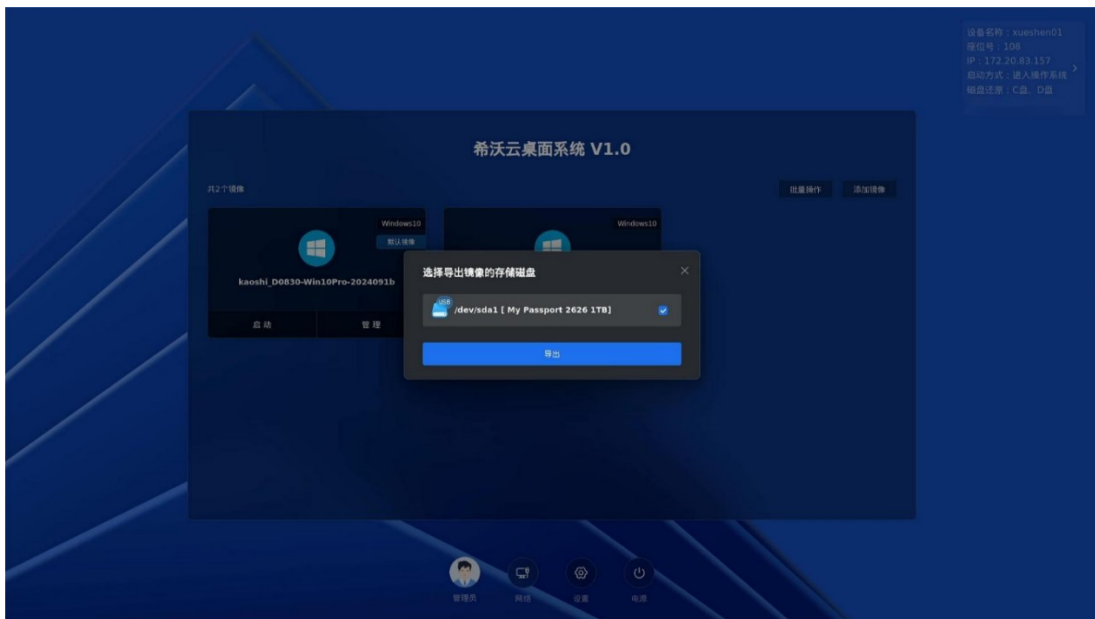 设备名称：xueshen01
座位号：108
IP：172.20.83.157
启动方式：进入操作系统
磁盘还原：C盘、D盘
希沃云桌面系统 V1.0
共2个镜像
批量操作
添加镜像
Windows10
默认镜像
kaoshi_D0830-Win10Pro-2024091b
启动
管理
Windows10
选择导出镜像的存储磁盘
USB
/dev/sda1 [ My Passport 2626 1TB]
导出
管理员
网络
设置
电源